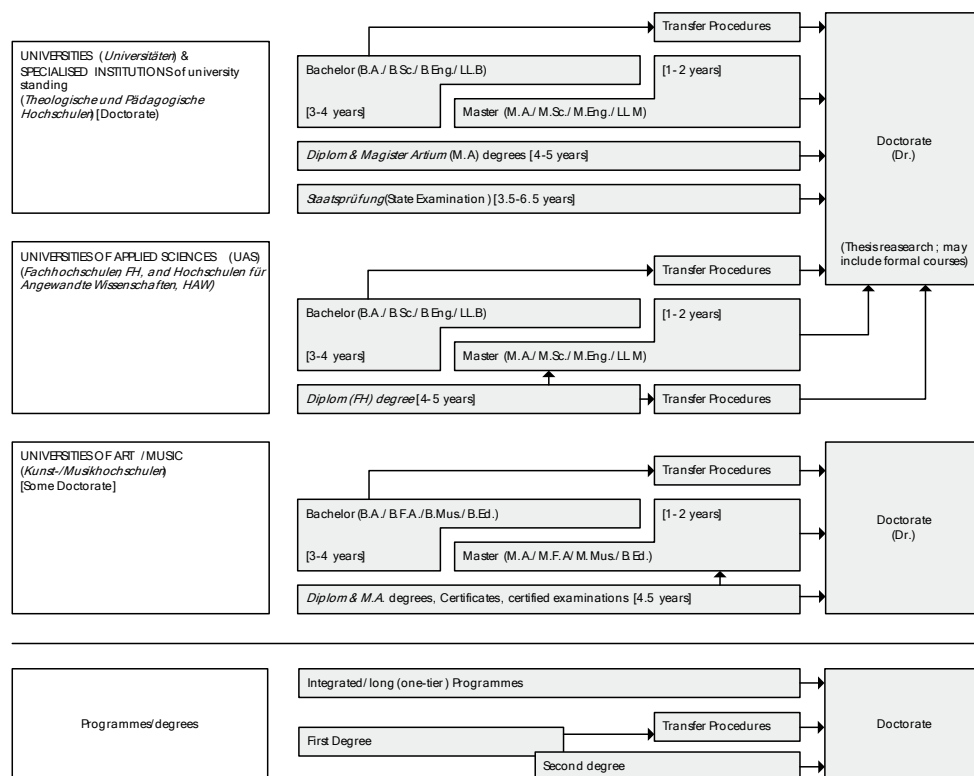 UNIVERSITIES (Universitäten) &
SPECIALISED INSTITUTIONS of university
standing
(Theologische und Pädagogische
Hochschulen) [Doctorate)
Transfer Procedures
Bachelor (B.A./ B.Sc./ B.Eng./ LL.B)
[3-4 years]
[1-2 years]
Master (M.A./ M.Sc./ M.Eng./ LL M)
Diplom & Magister Artium (M.A) degrees [4-5 years]
Staatsprüfung(State Examination) [3.5-6.5 years]
Doctorate
(Dr.)
(Thesis reasearch; may
include formal courses)
UNIVERSITIES OF APPLIED SCIENCES (UAS)
(Fachhochschulen, FH, and Hochschulen für
Angewandte Wissenschaften, HAW)
Transfer Procedures
Bachelor (B.A./ B.Sc./ B.Eng./ LL.B)
[3-4 years]
[1-2 years]
Master (M.A./ M.Sc./ M.Eng./ LL M)
Diplom (FH) degree [4-5 years]
Transfer Procedures
UNIVERSITIES OF ART / MUSIC
(Kunst-/Musikhochschulen)
[Some Doctorate]
Transfer Procedures
Bachelor (B.A./ B.F.A./B.Mus./ B.Ed.)
[3-4 years]
[1-2 years]
Master (M.A./ M.F.A/ M.Mus./ B.Ed.)
Diplom & M.A. degrees, Certificates, certified examinations [4.5 years]
Doctorate
(Dr.)
Programmes/degrees
Integrated/long (one-tier) Programmes
First Degree
Transfer Procedures
Second degree
Doctorate